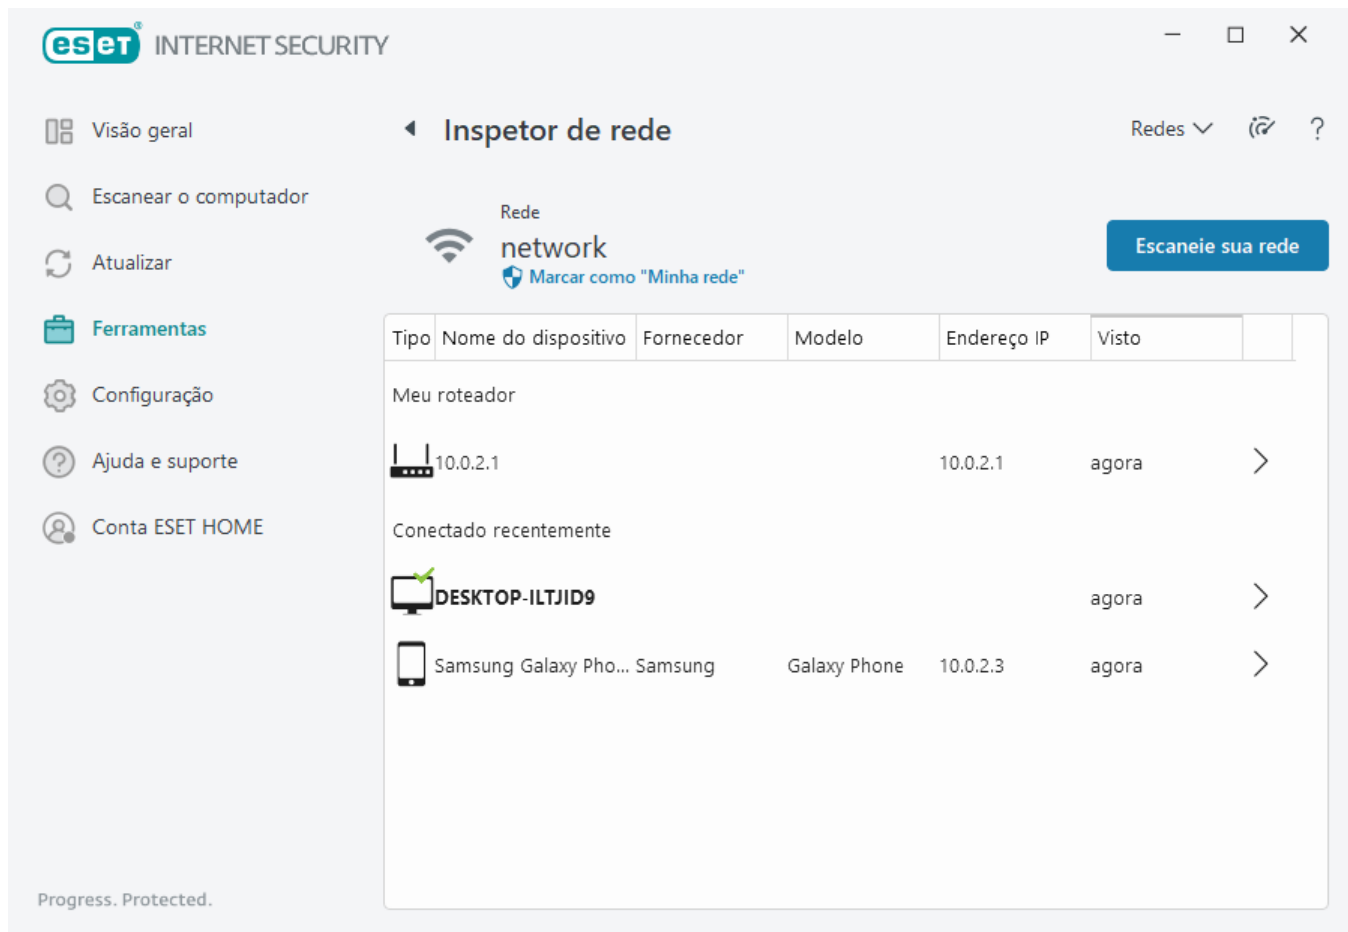 eset® INTERNET SECURITY
Visão geral
Escanear o computador
Atualizar
Ferramentas
Configuração
Ajuda e suporte
Conta ESET HOME
Progress. Protected.
Inspetor de rede
Redes
?
Rede
network
Marcar como "Minha rede"
Escaneie sua rede
Tipo Nome do dispositivo Fornecedor Modelo Endereço IP Visto
Meu roteador
10.0.2.1 10.0.2.1 agora
Conectado recentemente
DESKTOP-ILTJID9 agora
Samsung Galaxy Pho... Samsung Galaxy Phone 10.0.2.3 agora